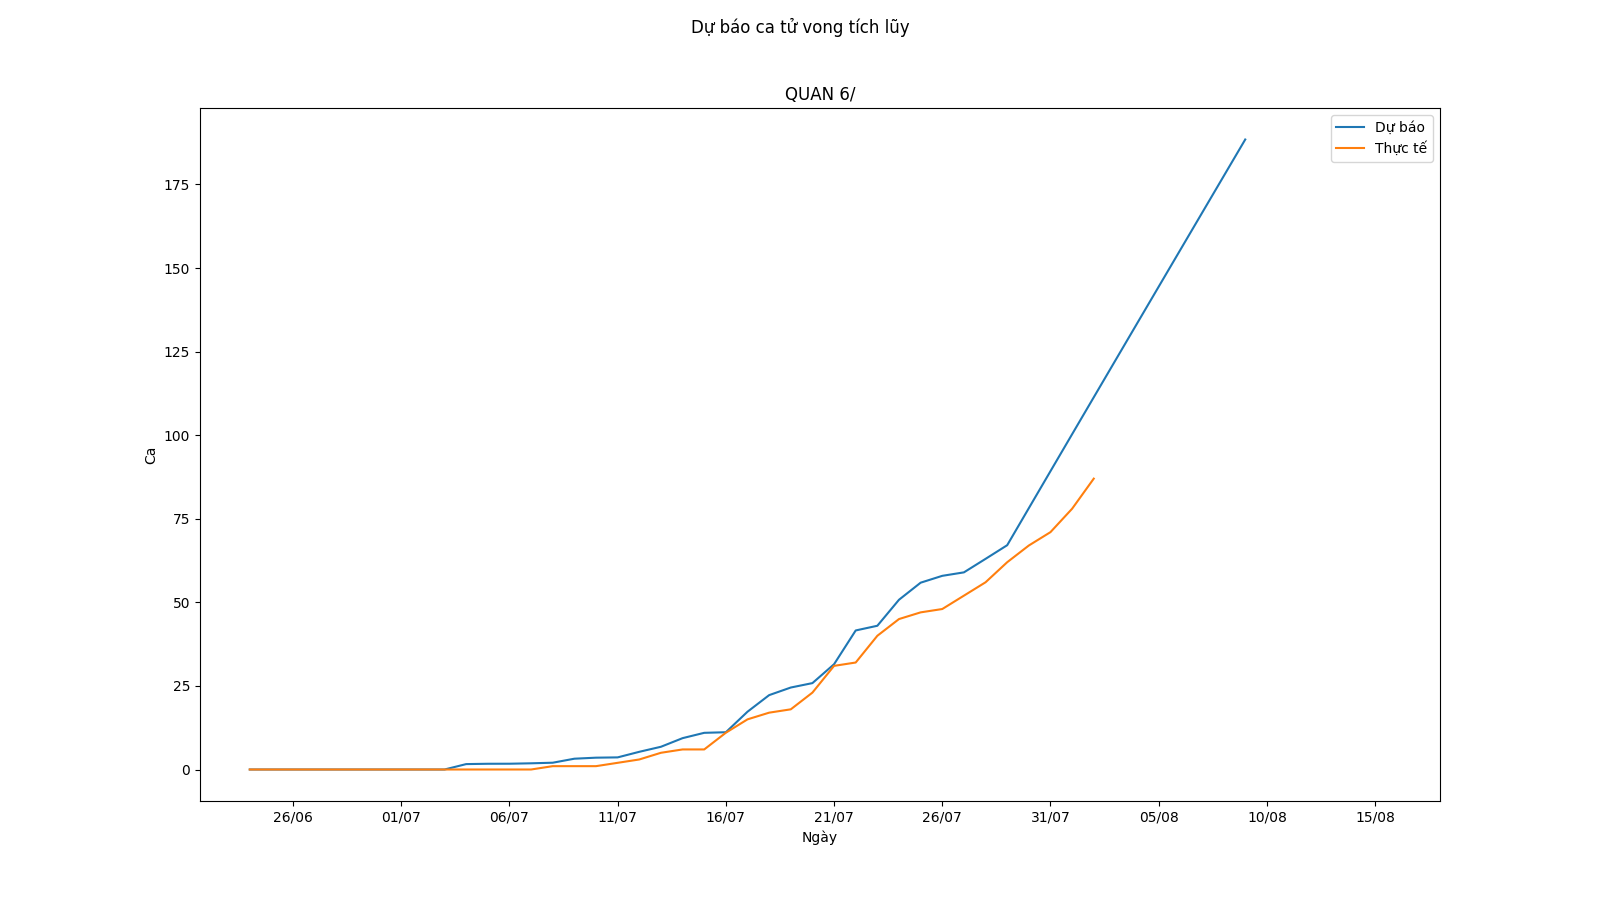 Dự báo ca tử vong tích lũy
QUAN 6/
Dự báo
Thực tế
175
150
125
100
75
50
25
0
Ca
26/06 01/07 06/07 11/07 16/07 21/07 26/07 31/07 05/08 10/08 15/08
Ngày